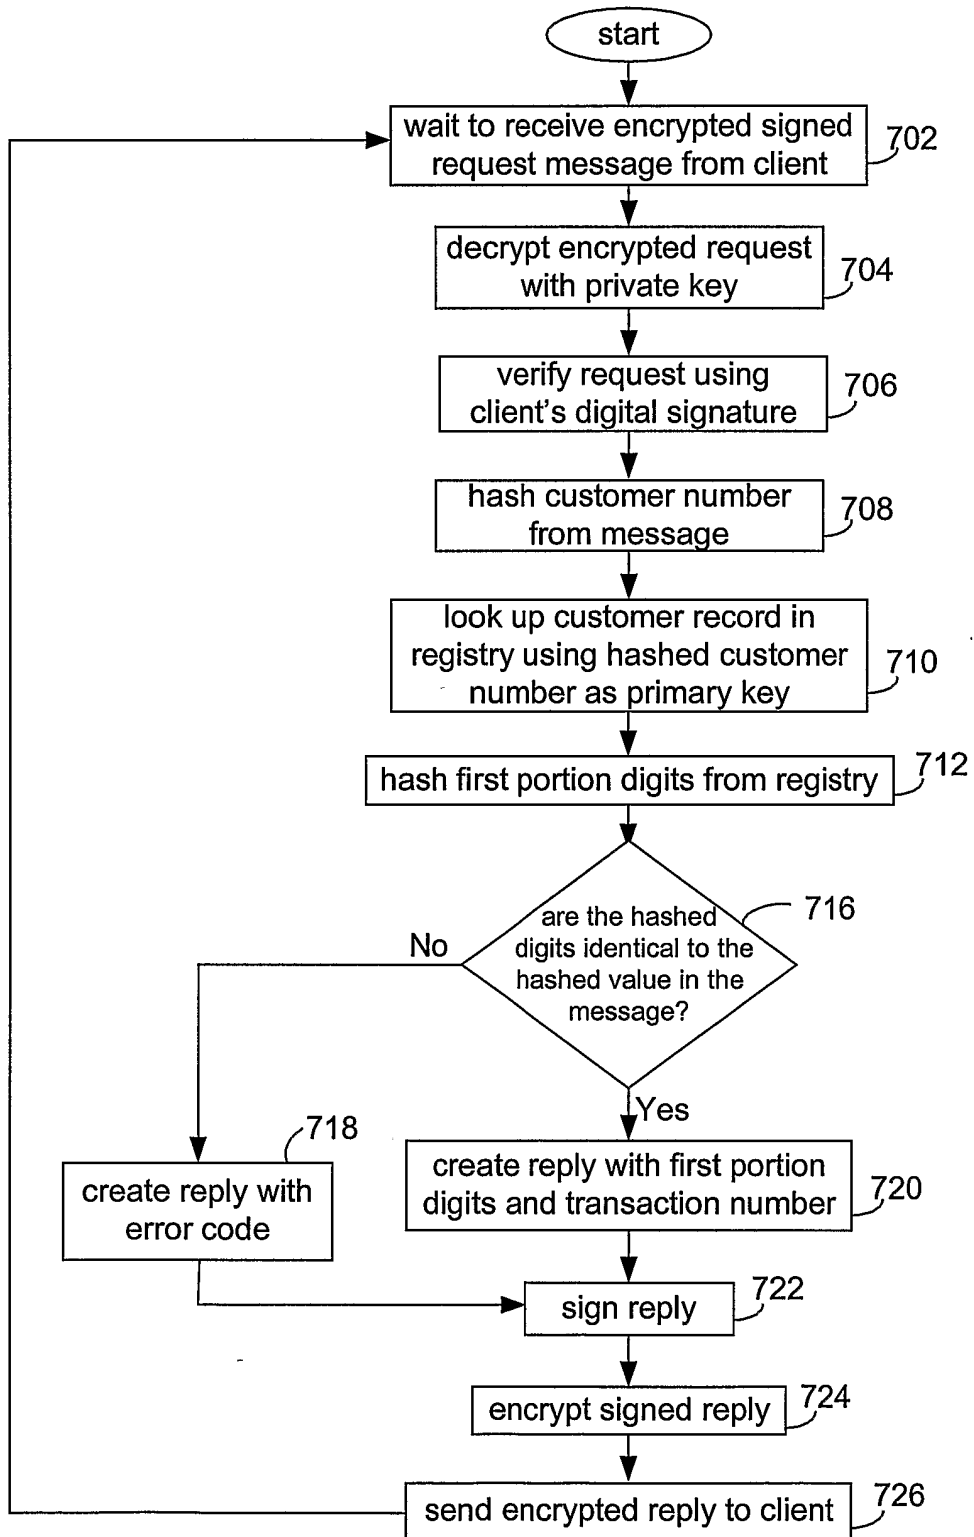 start
wait to receive encrypted signed
request message from client
702
decrypt encrypted request
with private key
704
verify request using
client's digital signature
706
hash customer number
from message
708
look up customer record in
registry using hashed customer
number as primary key
710
hash first portion digits from registry
712
are the hashed
digits identical to the
hashed value in the
message?
716
No
Yes
718
create reply with
error code
create reply with first portion
digits and transaction number
720
sign reply
722
encrypt signed reply
724
send encrypted reply to client
726